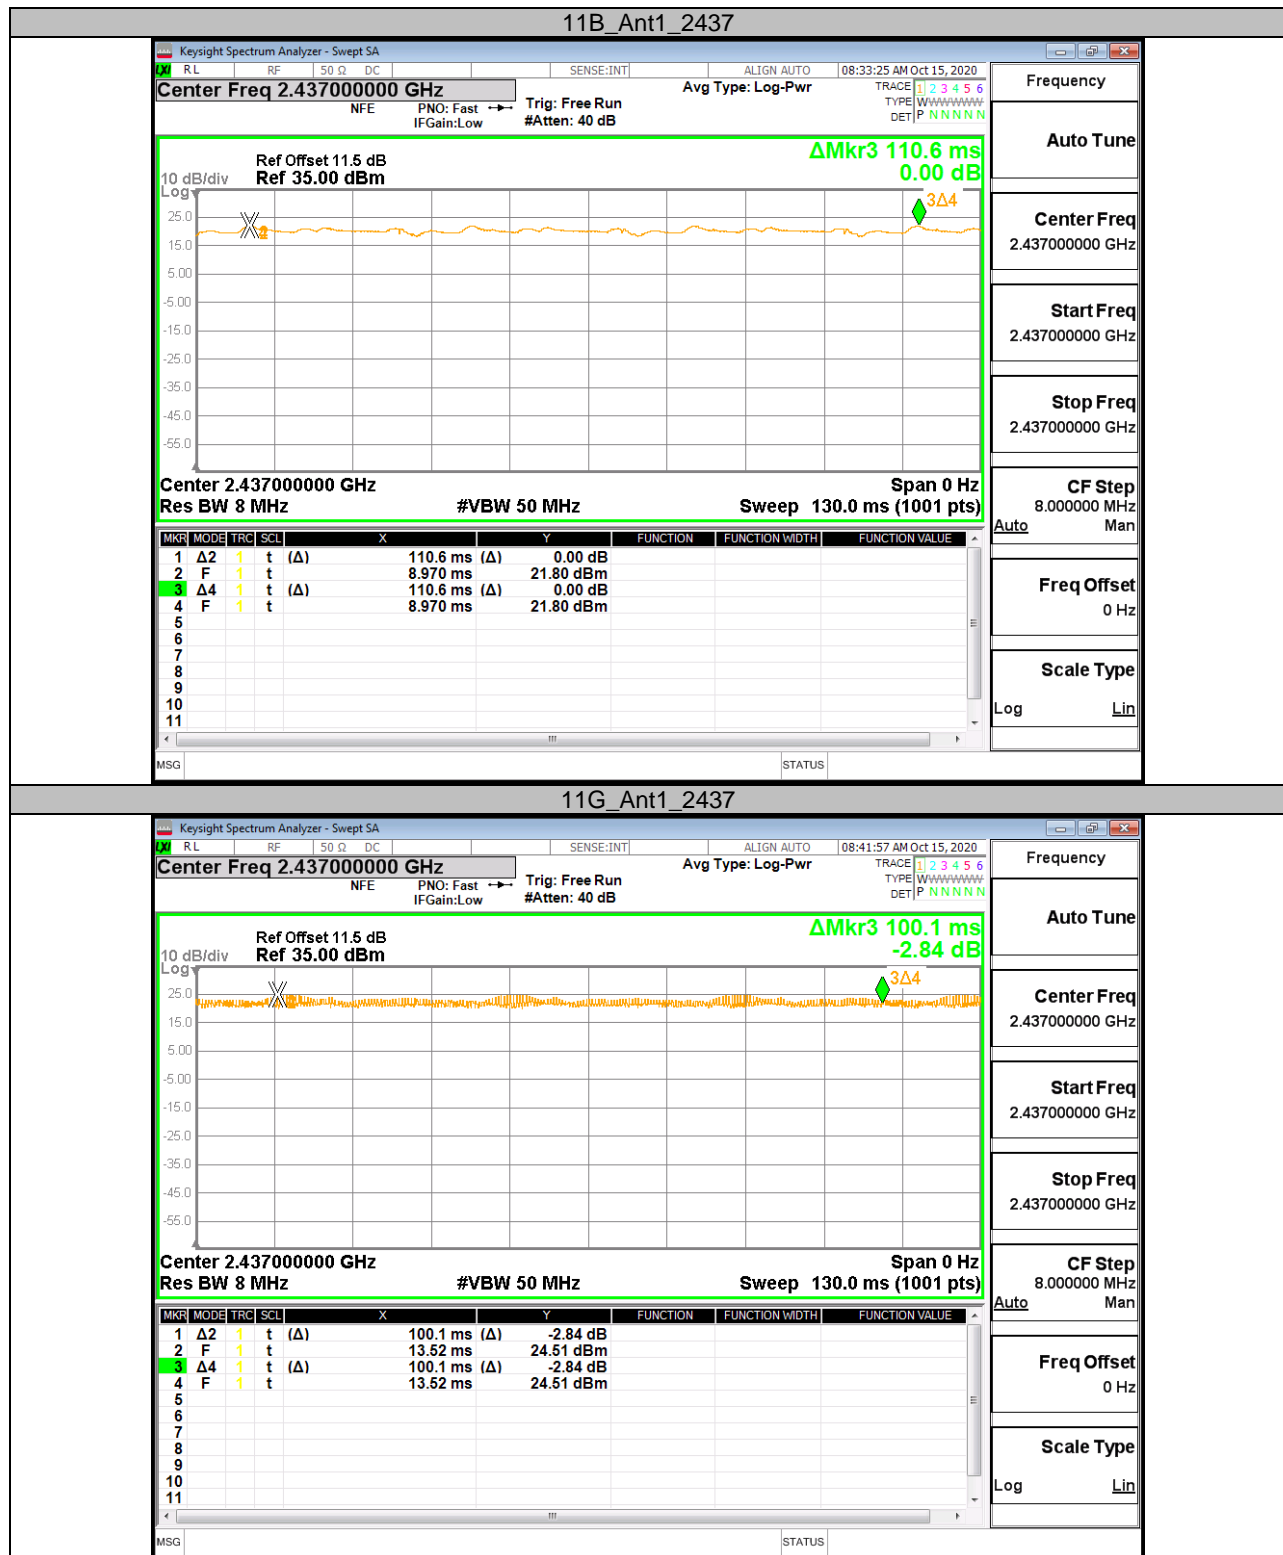 11B_Ant1_2437
Keysight Spectrum Analyzer - Swept SA
LXI RL RF 50 Ω DC SENSE:INT ALIGN AUTO 08:33:25 AM Oct 15, 2020
Center Freq 2.437000000 GHz Avg Type: Log-Pwr TRACE 1 2 3 4 5 6
NFE PNO: Fast Trig: Free Run TYPE WWWWWW
IFGain:Low #Atten: 40 dB DET P N N N N N
ΔMkr3 110.6 ms
0.00 dB
Ref Offset 11.5 dB
10 dB/div Ref 35.00 dBm
Log
3Δ4
25.0
15.0
5.00
-5.00
-15.0
-25.0
-35.0
-45.0
-55.0
Center 2.437000000 GHz Span 0 Hz
Res BW 8 MHz #VBW 50 MHz Sweep 130.0 ms (1001 pts)
MKR MODE TRC SCL X Y FUNCTION FUNCTION WIDTH FUNCTION VALUE
1 Δ2 1 t (Δ) 110.6 ms (Δ) 0.00 dB
2 F 1 t 8.970 ms 21.80 dBm
3 Δ4 1 t (Δ) 110.6 ms (Δ) 0.00 dB
4 F 1 t 8.970 ms 21.80 dBm
5
6
7
8
9
10
11
MSG STATUS
Frequency
Auto Tune
Center Freq
2.437000000 GHz
Start Freq
2.437000000 GHz
Stop Freq
2.437000000 GHz
CF Step
8.000000 MHz
Auto Man
Freq Offset
0 Hz
Scale Type
Log Lin
11G_Ant1_2437
Keysight Spectrum Analyzer - Swept SA
LXI RL RF 50 Ω DC SENSE:INT ALIGN AUTO 08:41:57 AM Oct 15, 2020
Center Freq 2.437000000 GHz Avg Type: Log-Pwr TRACE 1 2 3 4 5 6
NFE PNO: Fast Trig: Free Run TYPE WWWWWW
IFGain:Low #Atten: 40 dB DET P N N N N N
ΔMkr3 100.1 ms
-2.84 dB
Ref Offset 11.5 dB
10 dB/div Ref 35.00 dBm
Log
3Δ4
25.0
15.0
5.00
-5.00
-15.0
-25.0
-35.0
-45.0
-55.0
Center 2.437000000 GHz Span 0 Hz
Res BW 8 MHz #VBW 50 MHz Sweep 130.0 ms (1001 pts)
MKR MODE TRC SCL X Y FUNCTION FUNCTION WIDTH FUNCTION VALUE
1 Δ2 1 t (Δ) 100.1 ms (Δ) -2.84 dB
2 F 1 t 13.52 ms 24.51 dBm
3 Δ4 1 t (Δ) 100.1 ms (Δ) -2.84 dB
4 F 1 t 13.52 ms 24.51 dBm
5
6
7
8
9
10
11
MSG STATUS
Frequency
Auto Tune
Center Freq
2.437000000 GHz
Start Freq
2.437000000 GHz
Stop Freq
2.437000000 GHz
CF Step
8.000000 MHz
Auto Man
Freq Offset
0 Hz
Scale Type
Log Lin